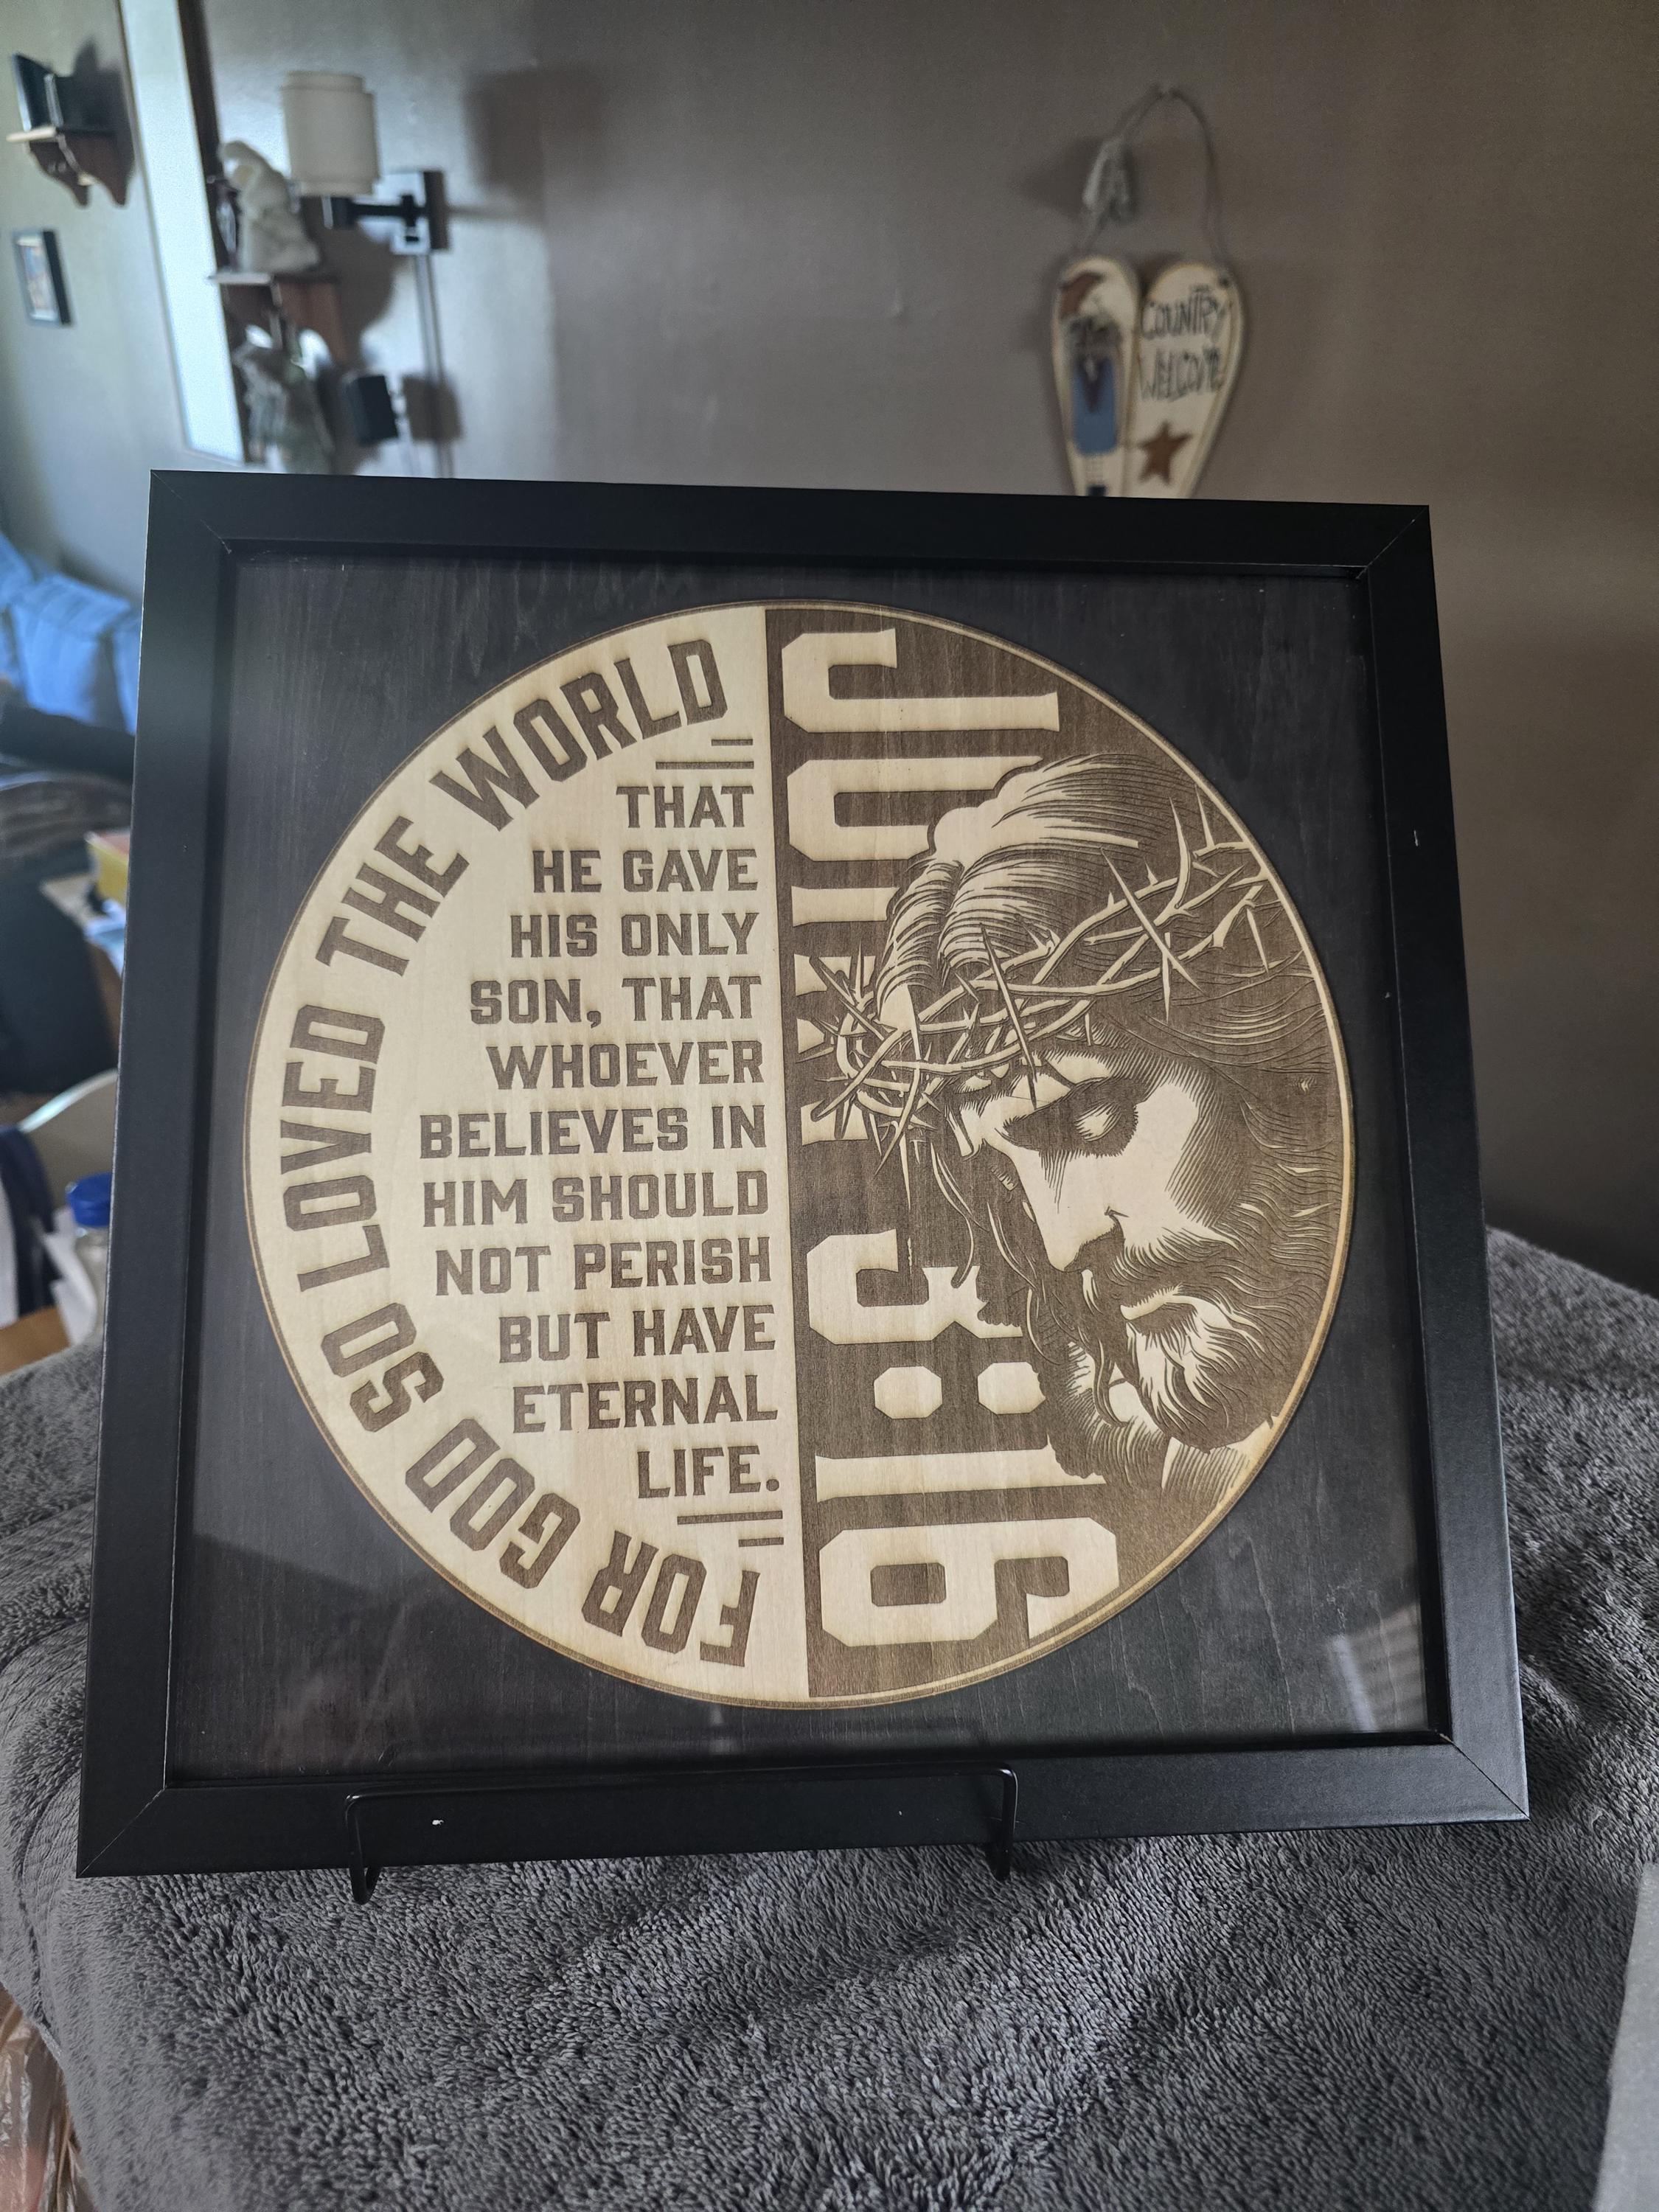 FOR GOD SO LOVED THE WORLD
THAT
HE GAVE
HIS ONLY
SON, THAT
WHOEVER
BELIEVES IN
HIM SHOULD
NOT PERISH
BUT HAVE
ETERNAL
LIFE.
JOHN 3:16
COUNTRY
WELCOME